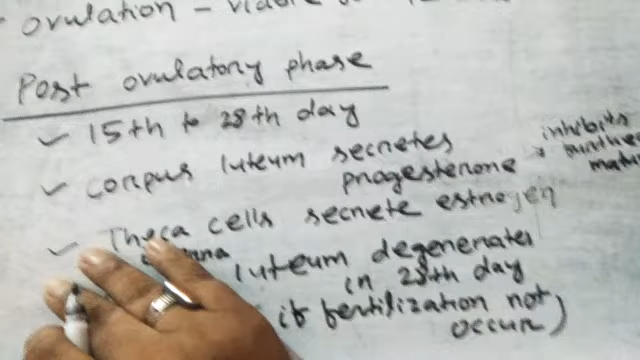 ovulation –
Post ovulatory phase
✓ 15th to 28th day
✓ corpus luteum secretes
progesterone
inhibits
✓ Theca cells secrete estrogen
luteum degenerates
in 28th day
if fertilization not
occur)